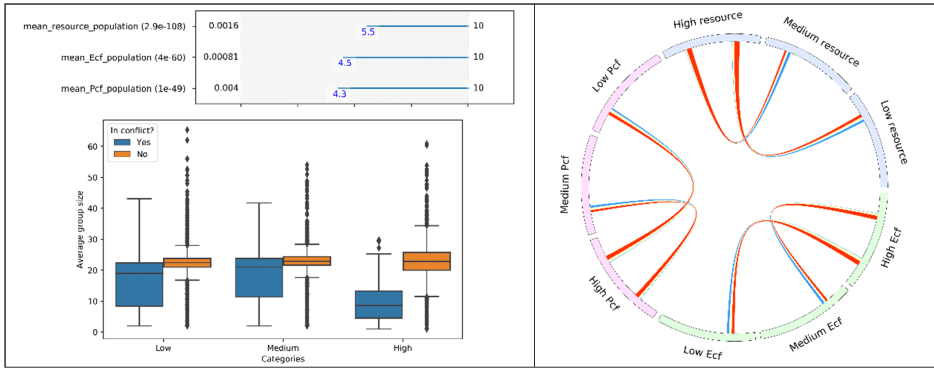 mean_resource_population (2.9e-108) 0.0016 5.5 10
mean_Ecf_population (4e-60) 0.00081 4.5 10
mean_Pcf_population (1e-49) 0.004 4.3 10
In conflict?
Yes
No
Average group size
60
50
40
30
20
10
0
Low Medium High
Categories
High resource
Medium resource
Low resource
Low Pcf
Medium Pcf
High Pcf
Low Ecf
Medium Ecf
High Ecf